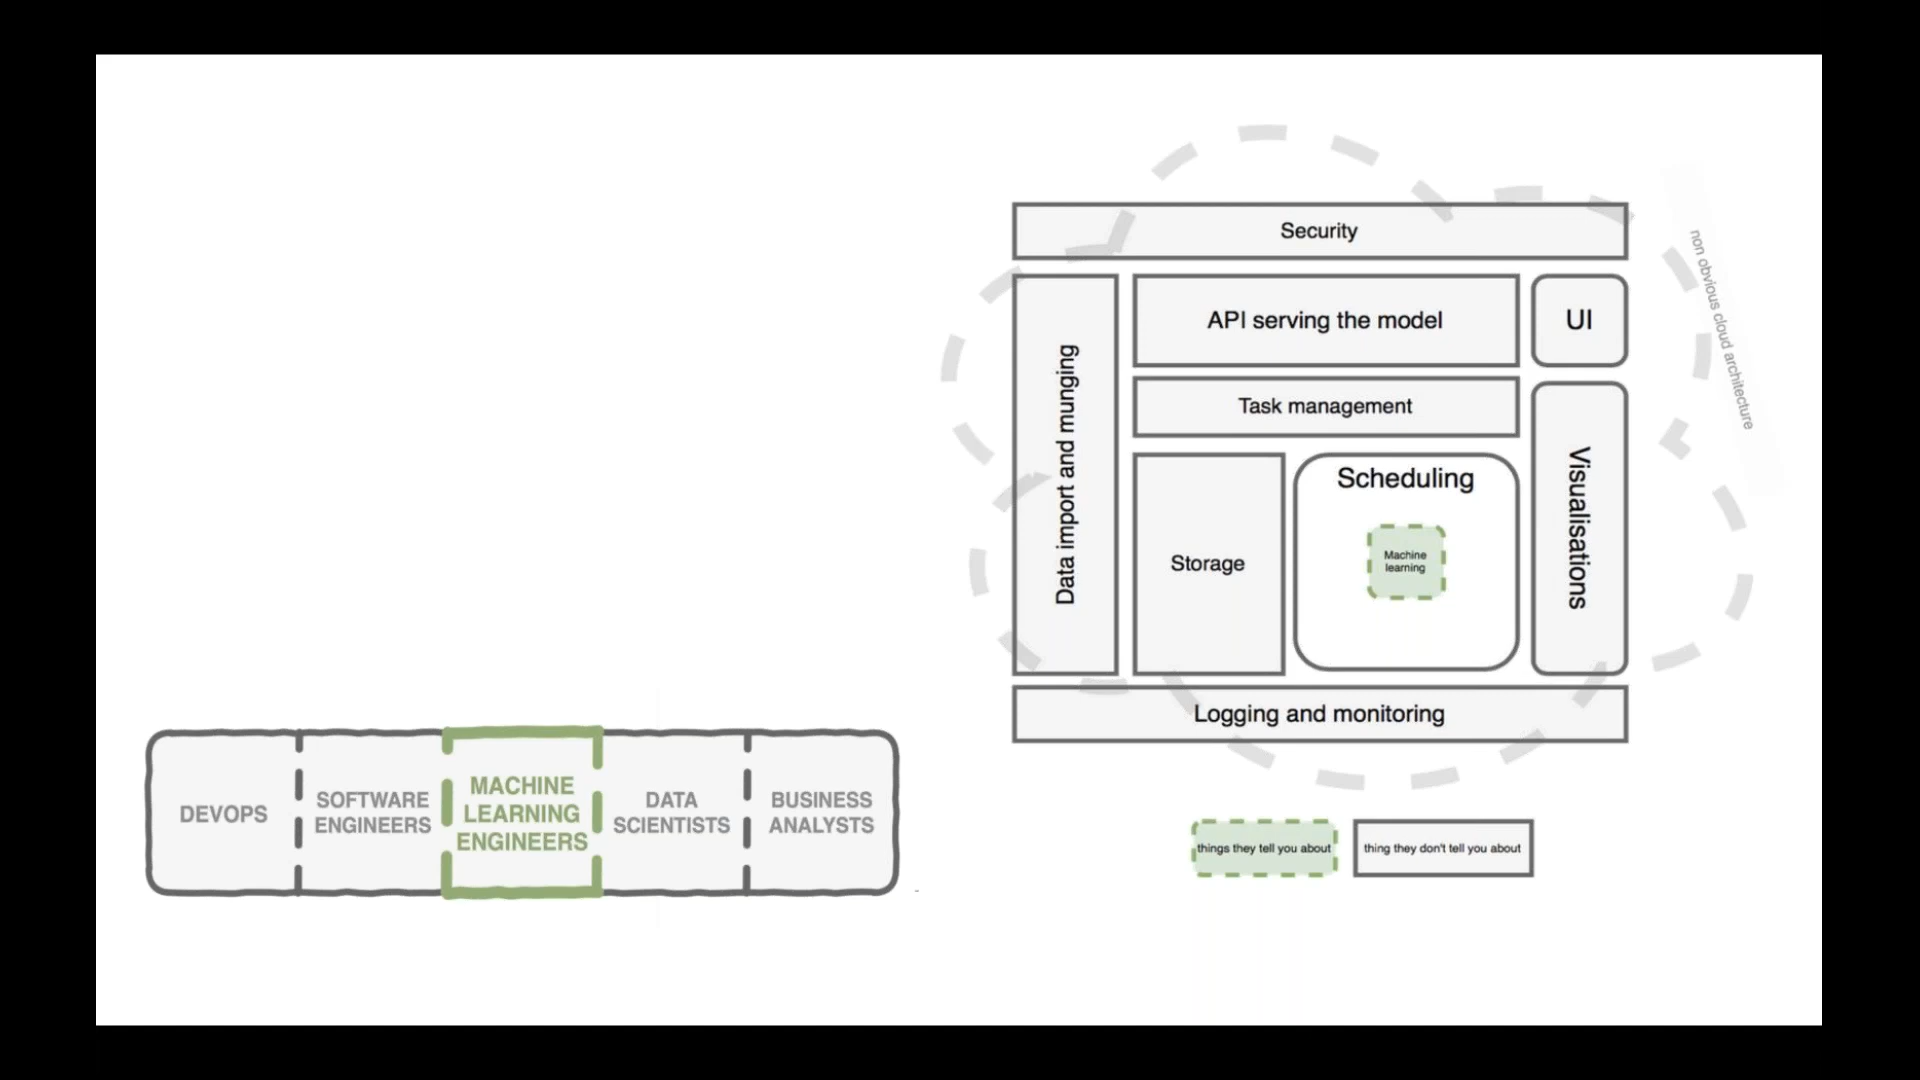 Security
API serving the model
UI
Data import and munging
Task management
Scheduling
Machine
learning
Storage
Visualisations
Logging and monitoring
non obvious cloud architecture
DEVOPS
SOFTWARE
ENGINEERS
MACHINE
LEARNING
ENGINEERS
DATA
SCIENTISTS
BUSINESS
ANALYSTS
things they tell you about
thing they don't tell you about